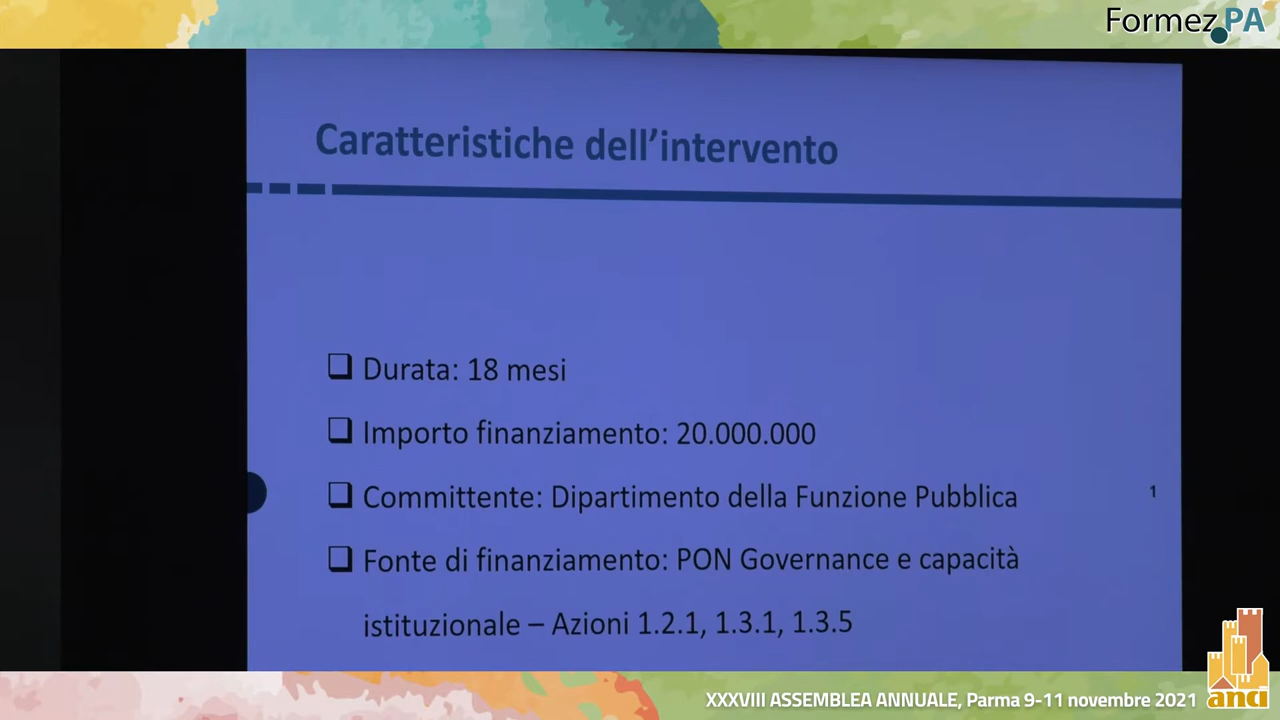 Formez PA
Caratteristiche dell'intervento
❑ Durata: 18 mesi
❑ Importo finanziamento: 20.000.000
❑ Committente: Dipartimento della Funzione Pubblica
1
❑ Fonte di finanziamento: PON Governance e capacità
istituzionale – Azioni 1.2.1, 1.3.1, 1.3.5
XXXVIII ASSEMBLEA ANNUALE, Parma 9-11 novembre 2021
anci